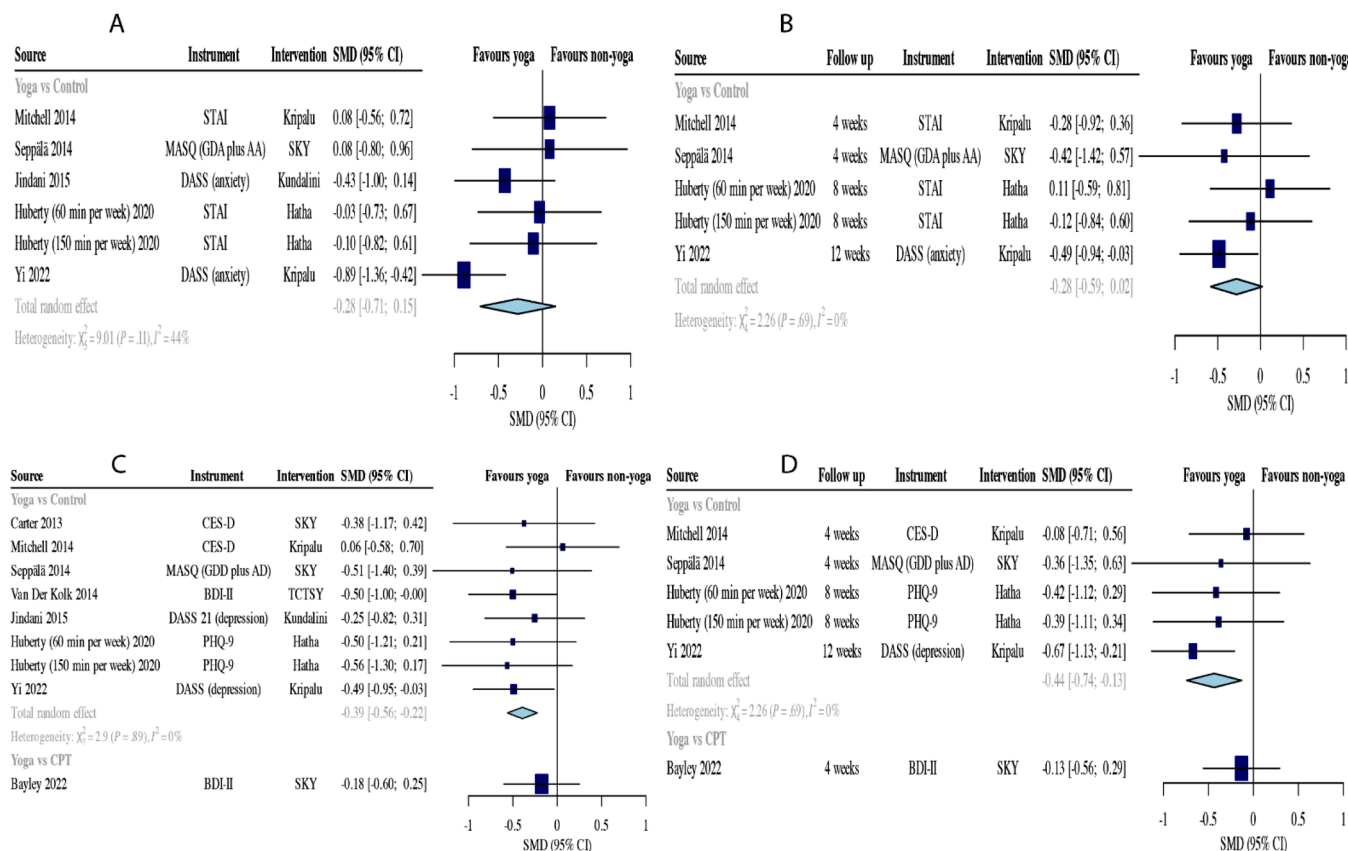 A
Favours yoga Favours non-yoga
Source Instrument Intervention SMD (95% CI)
Yoga vs Control
Mitchell 2014 STAI Kripalu 0.08 [-0.56; 0.72]
Seppälä 2014 MASQ (GDA plus AA) SKY 0.08 [-0.80; 0.96]
Jindani 2015 DASS (anxiety) Kundalini -0.43 [-1.00; 0.14]
Huberty (60 min per week) 2020 STAI Hatha -0.03 [-0.73; 0.67]
Huberty (150 min per week) 2020 STAI Hatha -0.10 [-0.82; 0.61]
Yi 2022 DASS (anxiety) Kripalu -0.89 [-1.36; -0.42]
Total random effect -0.28 [-0.71; 0.15]
Heterogeneity: χ²₅ = 9.01 (P = .11), I² = 44%
-1 -0.5 0 0.5 1
SMD (95% CI)
B
Favours yoga Favours non-yoga
Source Follow up Instrument Intervention SMD (95% CI)
Yoga vs Control
Mitchell 2014 4 weeks STAI Kripalu -0.28 [-0.92; 0.36]
Seppälä 2014 4 weeks MASQ (GDA plus AA) SKY -0.42 [-1.42; 0.57]
Huberty (60 min per week) 2020 8 weeks STAI Hatha 0.11 [-0.59; 0.81]
Huberty (150 min per week) 2020 8 weeks STAI Hatha -0.12 [-0.84; 0.60]
Yi 2022 12 weeks DASS (anxiety) Kripalu -0.49 [-0.94; -0.03]
Total random effect -0.28 [-0.59; 0.02]
Heterogeneity: χ²₄ = 2.26 (P = .69), I² = 0%
-1 -0.5 0 0.5 1
SMD (95% CI)
C
Favours yoga Favours non-yoga
Source Instrument Intervention SMD (95% CI)
Yoga vs Control
Carter 2013 CES-D SKY -0.38 [-1.17; 0.42]
Mitchell 2014 CES-D Kripalu 0.06 [-0.58; 0.70]
Seppälä 2014 MASQ (GDD plus AD) SKY -0.51 [-1.40; 0.39]
Van Der Kolk 2014 BDI-II TCTSY -0.50 [-1.00; -0.00]
Jindani 2015 DASS 21 (depression) Kundalini -0.25 [-0.82; 0.31]
Huberty (60 min per week) 2020 PHQ-9 Hatha -0.50 [-1.21; 0.21]
Huberty (150 min per week) 2020 PHQ-9 Hatha -0.56 [-1.30; 0.17]
Yi 2022 DASS (depression) Kripalu -0.49 [-0.95; -0.03]
Total random effect -0.39 [-0.56; -0.22]
Heterogeneity: χ²₇ = 2.9 (P = .89), I² = 0%
Yoga vs CPT
Bayley 2022 BDI-II SKY -0.18 [-0.60; 0.25]
-1 -0.5 0 0.5 1
SMD (95% CI)
D
Favours yoga Favours non-yoga
Source Follow up Instrument Intervention SMD (95% CI)
Yoga vs Control
Mitchell 2014 4 weeks CES-D Kripalu -0.08 [-0.71; 0.56]
Seppälä 2014 4 weeks MASQ (GDD plus AD) SKY -0.36 [-1.35; 0.63]
Huberty (60 min per week) 2020 8 weeks PHQ-9 Hatha -0.42 [-1.12; 0.29]
Huberty (150 min per week) 2020 8 weeks PHQ-9 Hatha -0.39 [-1.11; 0.34]
Yi 2022 12 weeks DASS (depression) Kripalu -0.67 [-1.13; -0.21]
Total random effect -0.44 [-0.74; -0.13]
Heterogeneity: χ²₄ = 2.26 (P = .69), I² = 0%
Yoga vs CPT
Bayley 2022 4 weeks BDI-II SKY -0.13 [-0.56; 0.29]
-1 -0.5 0 0.5 1
SMD (95% CI)